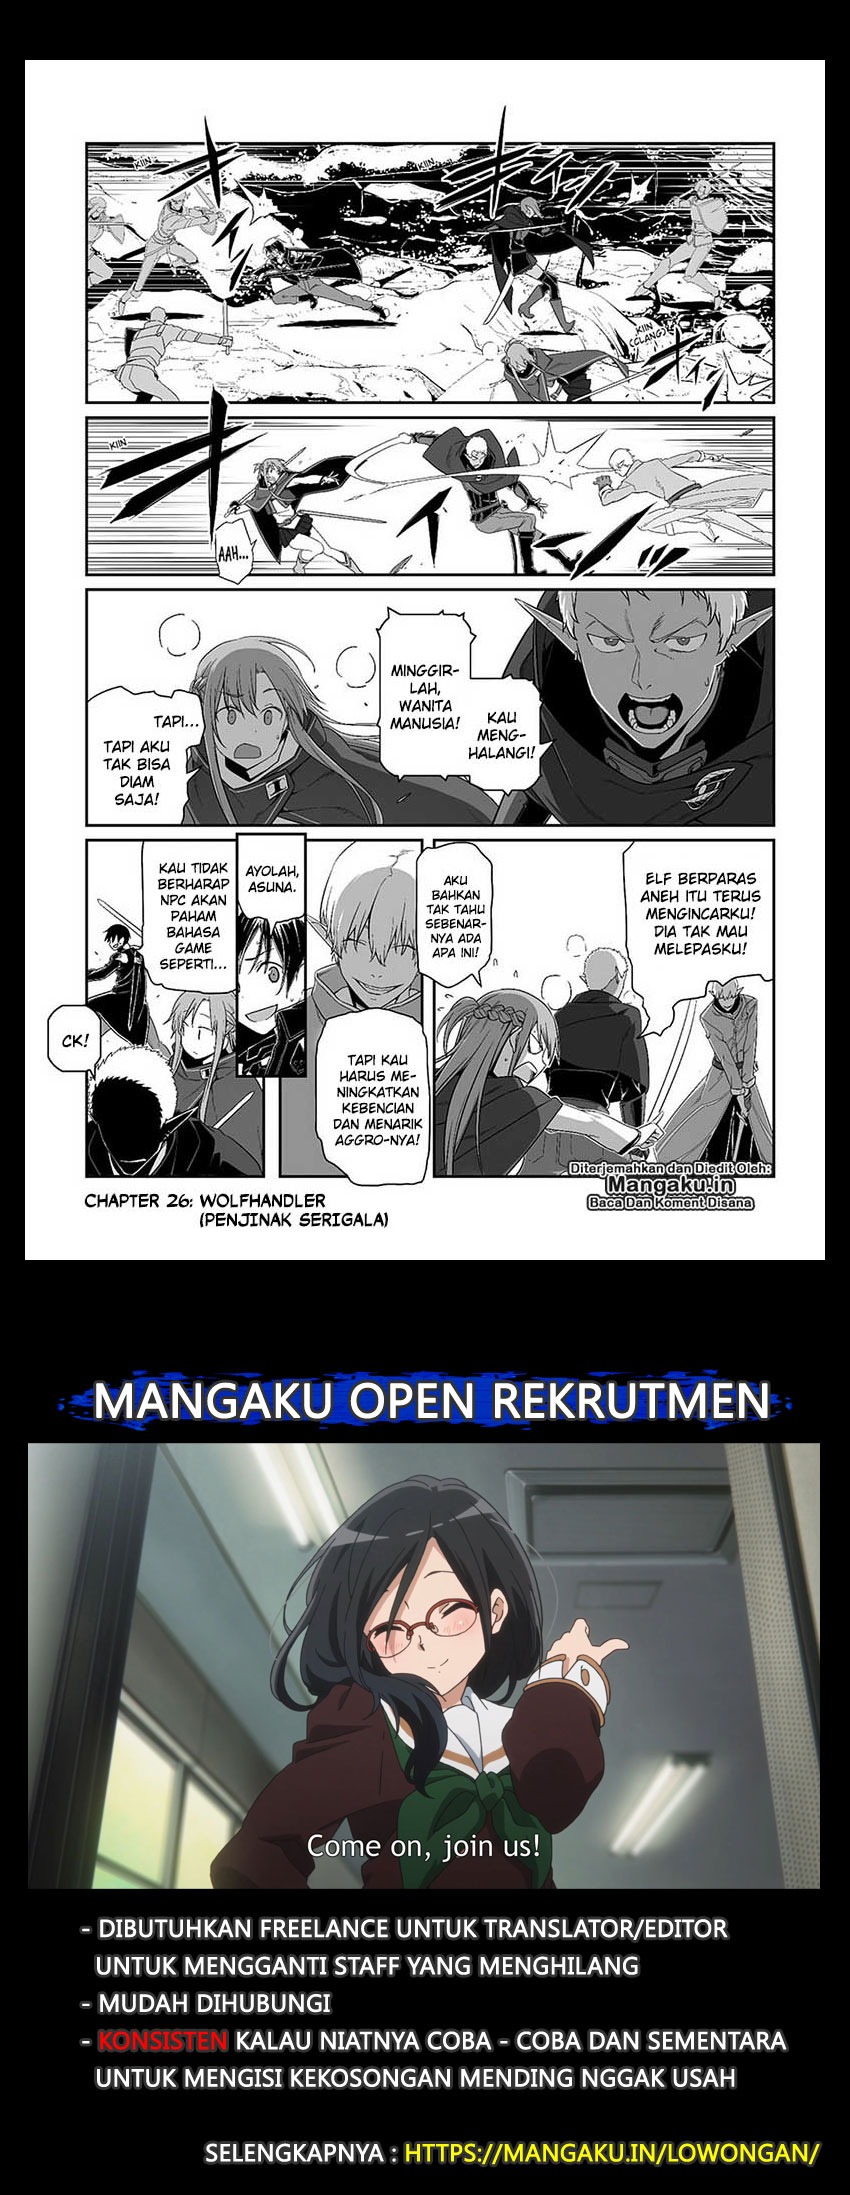 KIIN
KIIN
KIIN
(CLANG)
KIIN
AAH...
KAU
MENG-
HALANGI!
MINGGIR-
LAH,
WANITA
MANUSIA!
TAPI...
TAPI AKU
TAK BISA
DIAM
SAJA!
ELF BERPARAS
ANEH ITU TERUS
MENGINCARKU!
DIA TAK MAU
MELEPASKU!
AKU
BAHKAN
TAK TAHU
SEBENAR-
NYA ADA
APA INI!
TAPI KAU
HARUS ME-
NINGKATKAN
KEBENCIAN
DAN MENARIK
AGGRO-NYA!
AYOLAH,
ASUNA.
KAU TIDAK
BERHARAP
NPC AKAN
PAHAM
BAHASA
GAME
SEPERTI...
CK!
Diterjemahkan dan Diedit Oleh:
Mangaku.in
Baca Dan Koment Disana
CHAPTER 26: WOLFHANDLER
(PENJINAK SERIGALA)
MANGAKU OPEN REKRUTMEN
Come on, join us!
- DIBUTUHKAN FREELANCE UNTUK TRANSLATOR/EDITOR
UNTUK MENGGANTI STAFF YANG MENGHILANG
- MUDAH DIHUBUNGI
- KONSISTEN KALAU NIATNYA COBA - COBA DAN SEMENTARA
UNTUK MENGISI KEKOSONGAN MENDING NGGAK USAH
SELENGKAPNYA : HTTPS://MANGAKU.IN/LOWONGAN/